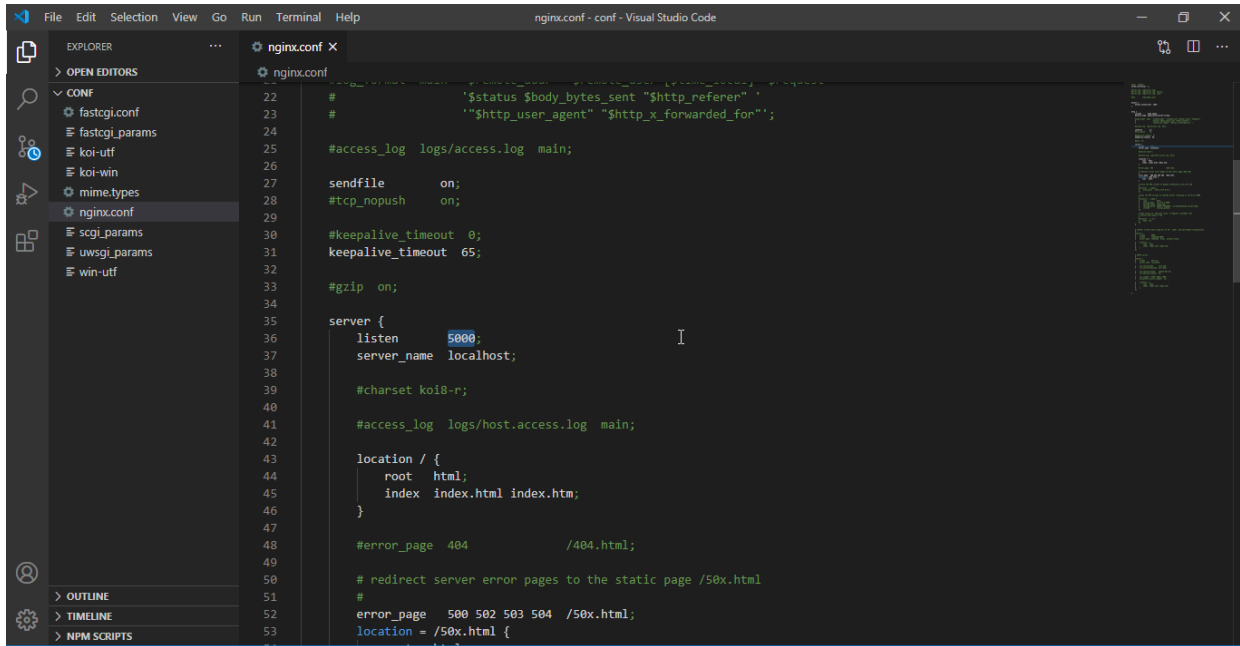 File Edit Selection View Go Run Terminal Help nginx.conf - conf - Visual Studio Code
EXPLORER
OPEN EDITORS
CONF
fastcgi.conf
fastcgi_params
koi-utf
koi-win
mime.types
nginx.conf
scgi_params
uwsgi_params
win-utf
OUTLINE
TIMELINE
NPM SCRIPTS
nginx.conf
nginx.conf
22 # '$status $body_bytes_sent "$http_referer" '
23 # '"$http_user_agent" "$http_x_forwarded_for"';
24
25 #access_log logs/access.log main;
26
27 sendfile on;
28 #tcp_nopush on;
29
30 #keepalive_timeout 0;
31 keepalive_timeout 65;
32
33 #gzip on;
34
35 server {
36 listen 5000;
37 server_name localhost;
38
39 #charset koi8-r;
40
41 #access_log logs/host.access.log main;
42
43 location / {
44 root html;
45 index index.html index.htm;
46 }
47
48 #error_page 404 /404.html;
49
50 # redirect server error pages to the static page /50x.html
51 #
52 error_page 500 502 503 504 /50x.html;
53 location = /50x.html {